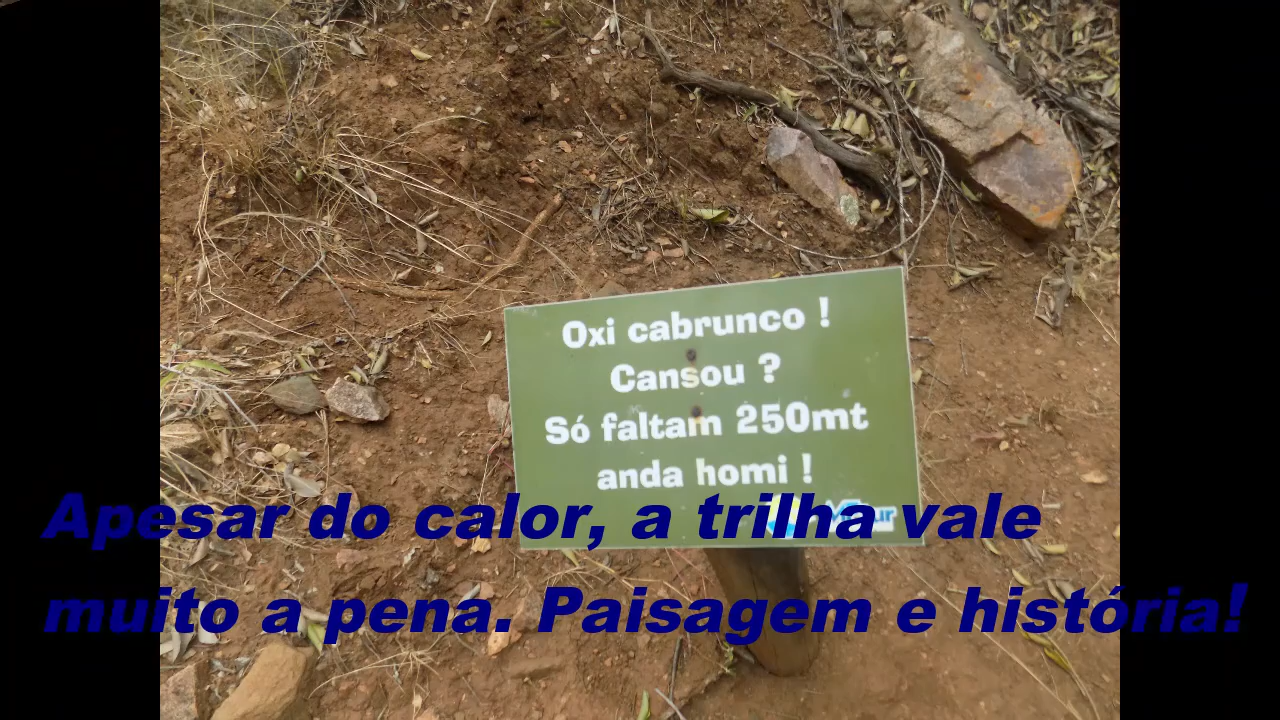 Oxi cabrunco !
Cansou ?
Só faltam 250mt
anda homi !
Apesar do calor, a trilha vale
muito a pena. Paisagem e história!